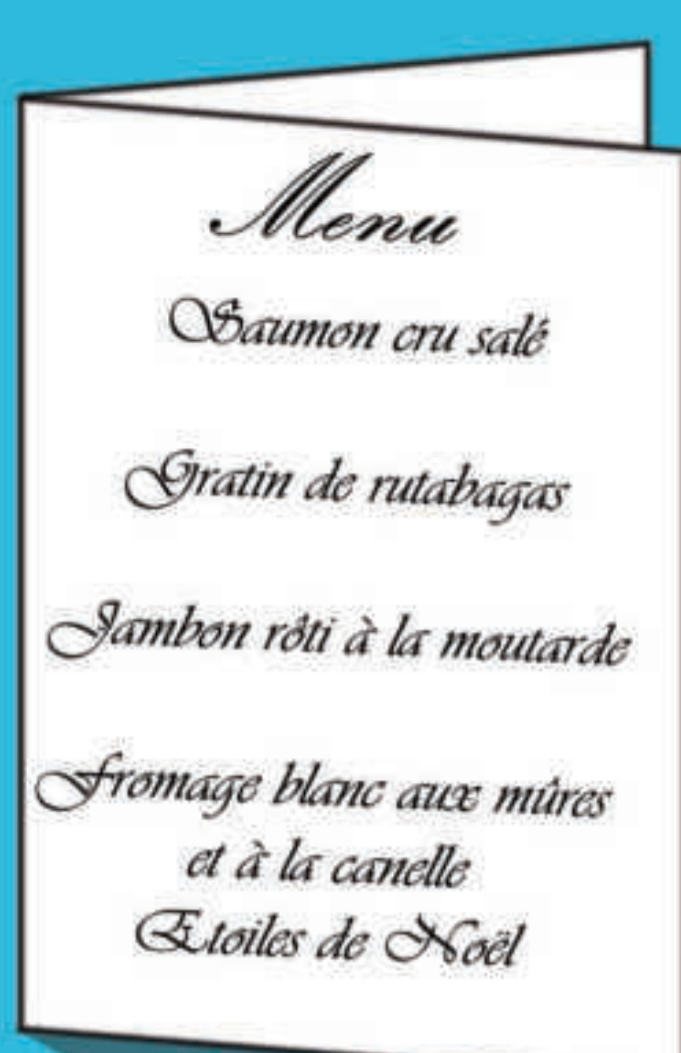 Menu
Saumon cru salé
Gratin de rutabagas
Jambon rôti à la moutarde
Fromage blanc aux mûres
et à la canelle
Etoiles de Noël